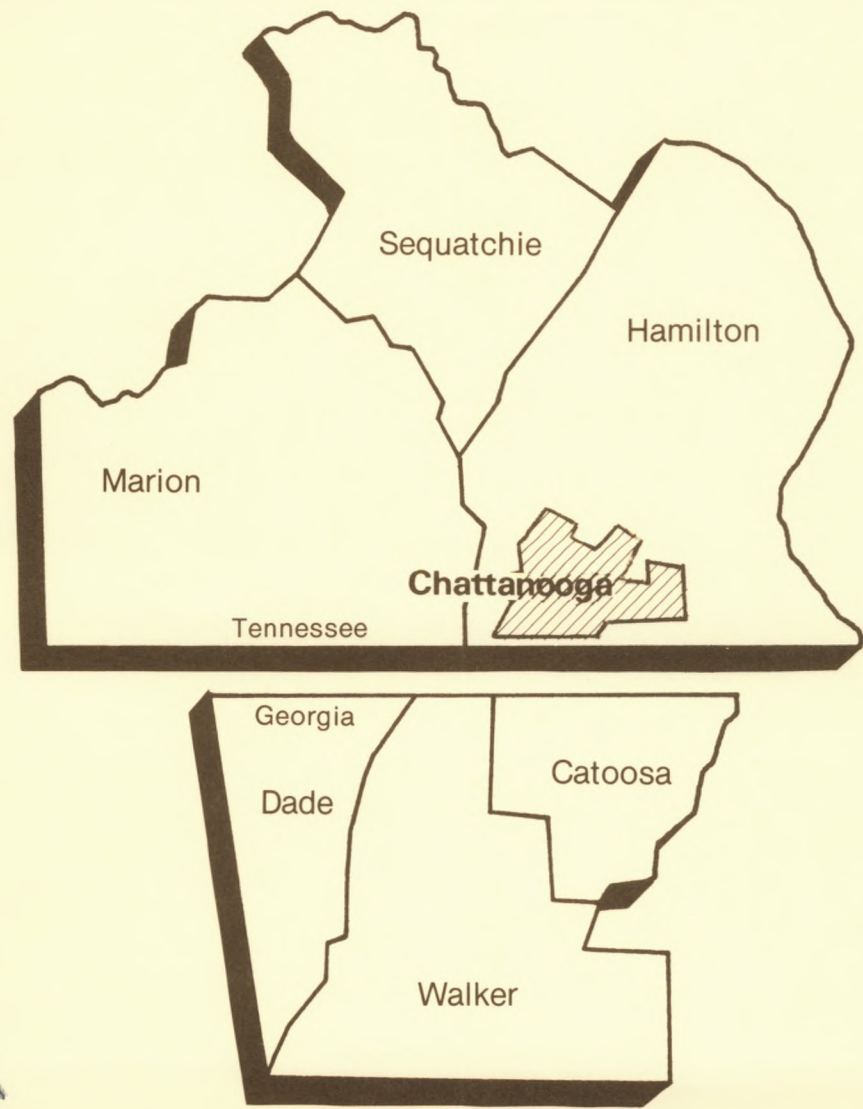 Sequatchie
Hamilton
Marion
Chattanooga
Tennessee
Georgia
Catoosa
Dade
Walker